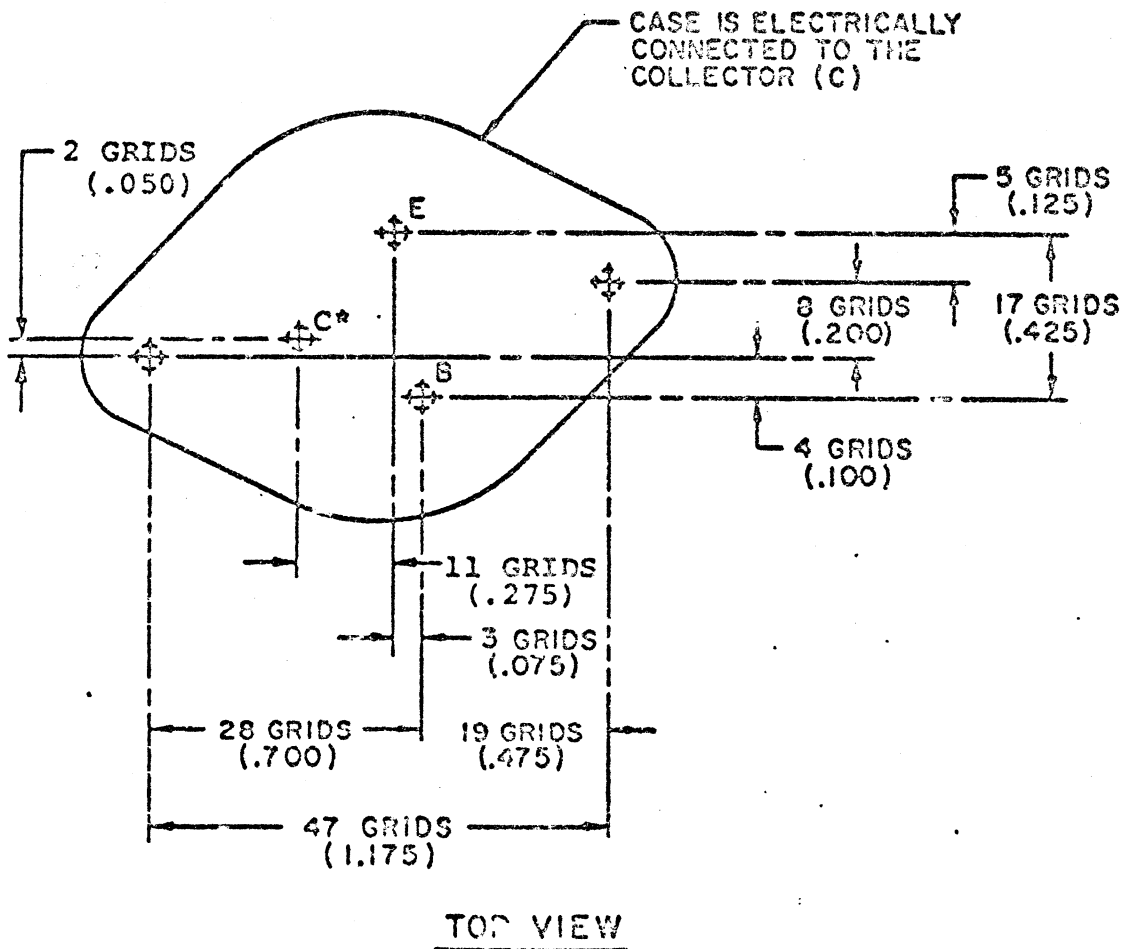 CASE IS ELECTRICALLY
CONNECTED TO THE
COLLECTOR (C)
2 GRIDS
(.050)
5 GRIDS
(.125)
E
8 GRIDS
(.200)
17 GRIDS
(.425)
C*
B
4 GRIDS
(.100)
11 GRIDS
(.275)
3 GRIDS
(.075)
28 GRIDS
(.700)
19 GRIDS
(.475)
47 GRIDS
(1.175)
TOP VIEW